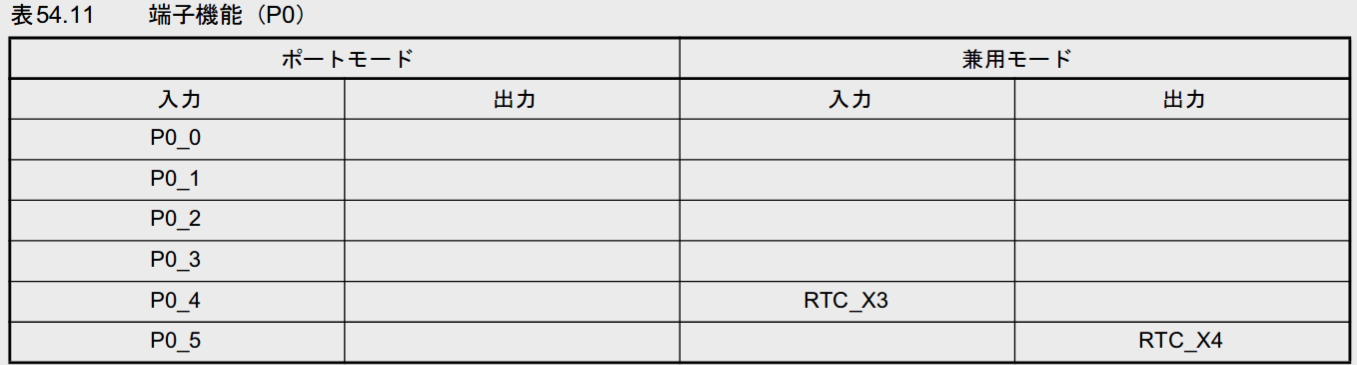 表54.11 端子機能（P0）
ポートモード 兼用モード
入力 出力 入力 出力
P0_0
P0_1
P0_2
P0_3
P0_4 RTC_X3
P0_5 RTC_X4